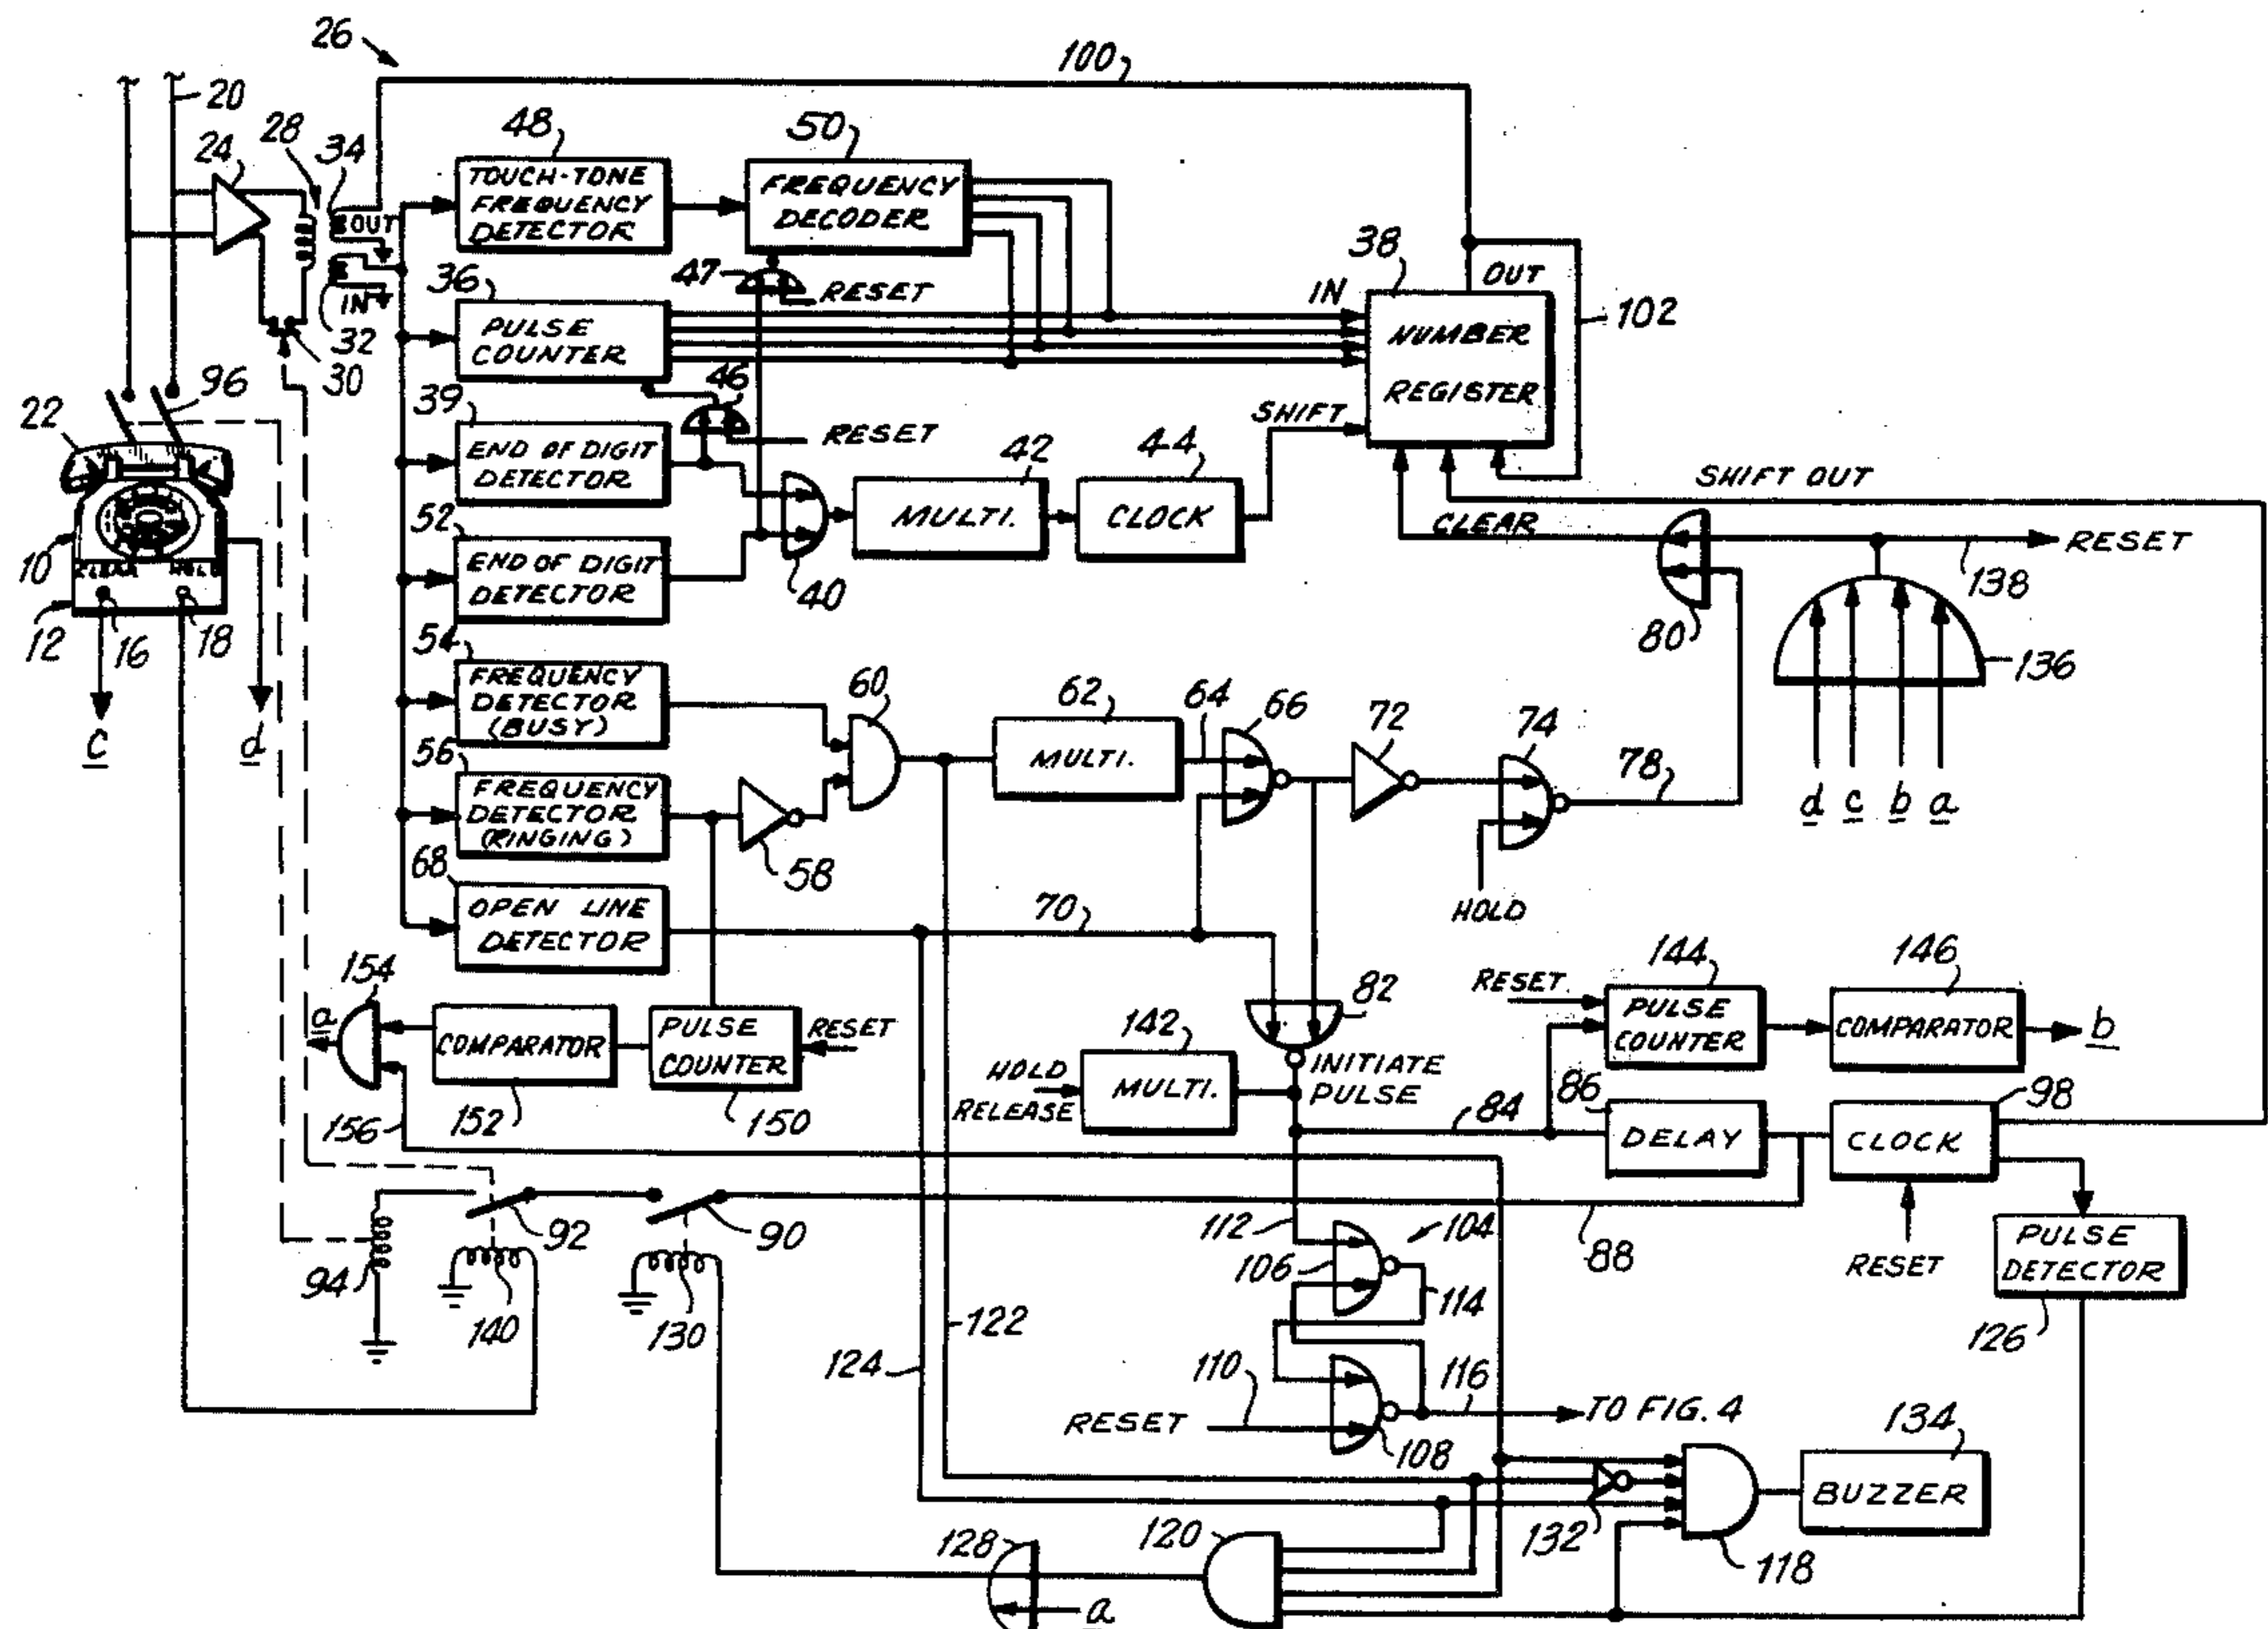 26
100
20
24
28
34
OUT
IN
32
30
48
TOUCH-TONE
FREQUENCY
DETECTOR
50
FREQUENCY
DECODER
47
RESET
36
PULSE
COUNTER
38
IN
OUT
NUMBER
REGISTER
102
96
22
46
RESET
39
END OF DIGIT
DETECTOR
SHIFT
42
MULTI.
44
CLOCK
SHIFT OUT
CLEAR
RESET
138
10
CLEAR
HOLD
12
16
18
c
d
52
END OF DIGIT
DETECTOR
40
80
136
d
c
b
a
54
FREQUENCY
DETECTOR
(BUSY)
60
62
MULTI.
64
66
72
74
78
56
FREQUENCY
DETECTOR
(RINGING)
58
HOLD
68
OPEN LINE
DETECTOR
70
82
154
a
COMPARATOR
152
PULSE
COUNTER
RESET
150
156
142
MULTI.
HOLD
RELEASE
INITIATE
PULSE
RESET
144
PULSE
COUNTER
146
COMPARATOR
b
84
86
DELAY
98
CLOCK
RESET
88
PULSE
DETECTOR
126
94
92
140
90
130
112
106
104
114
122
124
110
RESET
108
116
TO FIG. 4
134
BUZZER
132
118
128
a
120